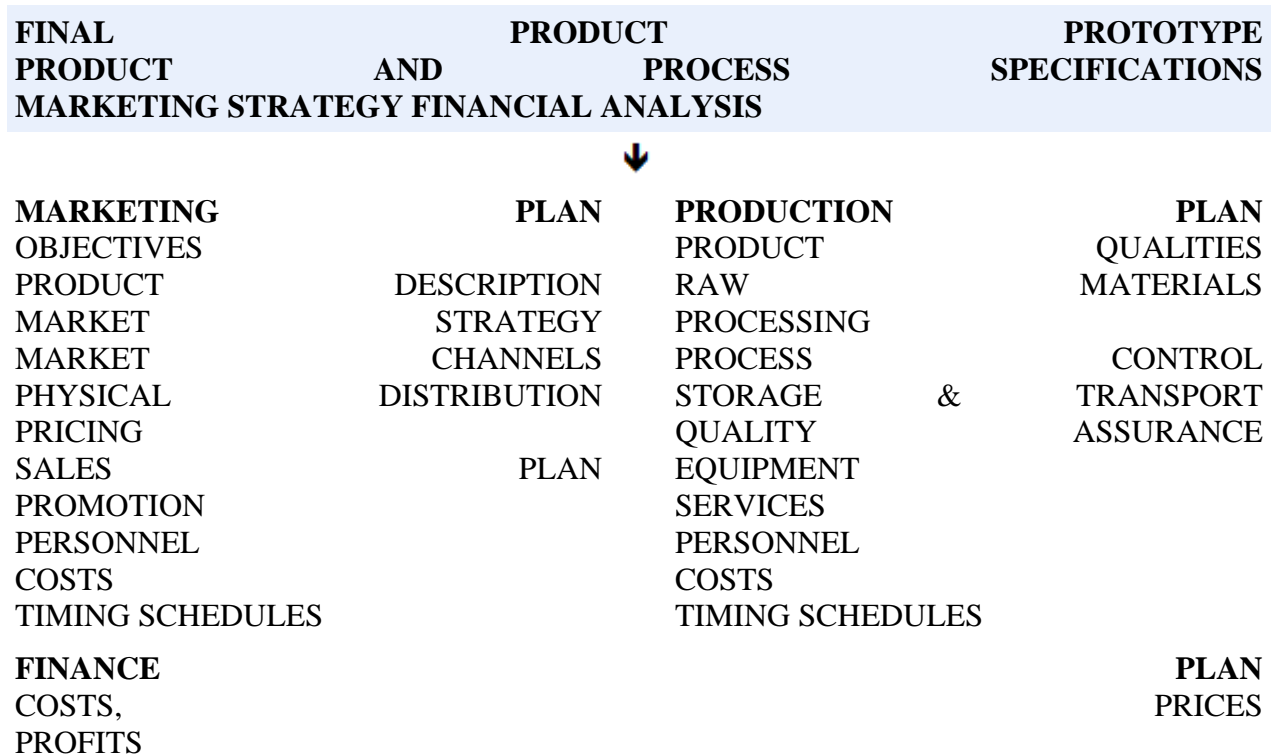 FINAL PRODUCT PROTOTYPE
PRODUCT AND PROCESS SPECIFICATIONS
MARKETING STRATEGY FINANCIAL ANALYSIS
MARKETING PLAN
OBJECTIVES
PRODUCT DESCRIPTION
MARKET STRATEGY
MARKET CHANNELS
PHYSICAL DISTRIBUTION
PRICING
SALES PLAN
PROMOTION
PERSONNEL
COSTS
TIMING SCHEDULES
PRODUCTION PLAN
PRODUCT QUALITIES
RAW MATERIALS
PROCESSING
PROCESS CONTROL
STORAGE & TRANSPORT
QUALITY ASSURANCE
EQUIPMENT
SERVICES
PERSONNEL
COSTS
TIMING SCHEDULES
FINANCE PLAN
COSTS, PRICES
PROFITS